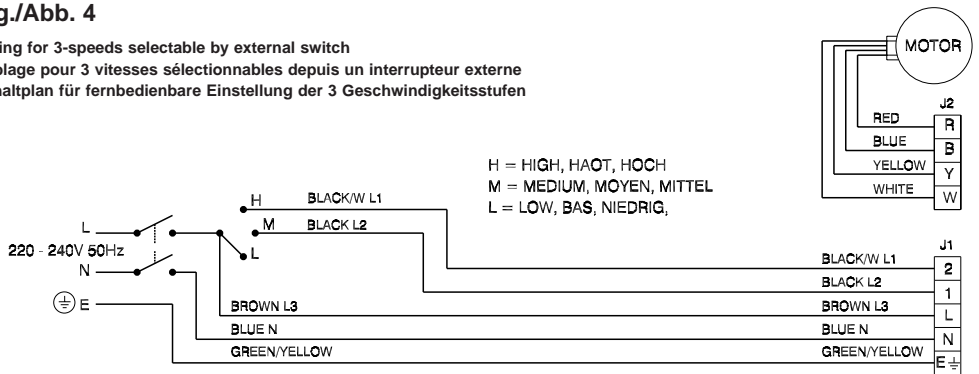 g./Abb. 4
ing for 3-speeds selectable by external switch
plage pour 3 vitesses sélectionnables depuis un interrupteur externe
haltplan für fernbedienbare Einstellung der 3 Geschwindigkeitsstufen
MOTOR
J2
RED R
BLUE B
YELLOW Y
WHITE W
H = HIGH, HAOT, HOCH
M = MEDIUM, MOYEN, MITTEL
L = LOW, BAS, NIEDRIG,
H BLACK/W L1
M BLACK L2
L
L
220 - 240V 50Hz
N
E
J1
BLACK/W L1 2
BLACK L2 1
BROWN L3 BROWN L3 L
BLUE N BLUE N N
GREEN/YELLOW GREEN/YELLOW E